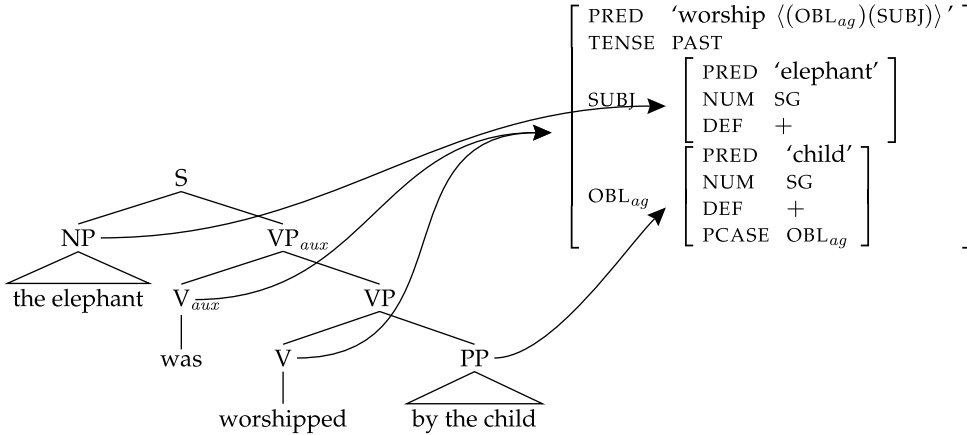 PRED ‘worship ⟨(OBL_ag)(SUBJ)⟩ ’
TENSE PAST
SUBJ
PRED ‘elephant’
NUM SG
DEF +
OBL_ag
PRED ‘child’
NUM SG
DEF +
PCASE OBL_ag
S
NP VP_aux
the elephant V_aux VP
was V PP
worshipped by the child